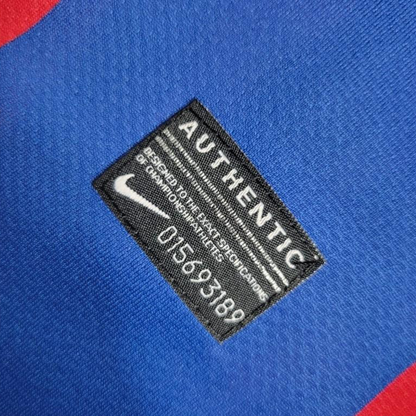 AUTHENTIC
DESIGNED TO THE EXACT SPECIFICATIONS
OF CHAMPIONSHIP ATHLETES
015693189